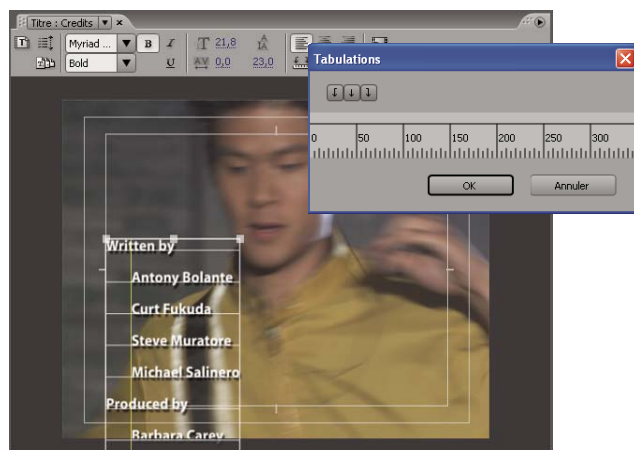 Titre : Credits
Myriad ... B I T 21,8
Bold U AV 0,0 23,0
Tabulations
0 50 100 150 200 250 300
OK Annuler
Written by
Antony Bolante
Curt Fukuda
Steve Muratore
Michael Salinero
Produced by
Barbara Carey